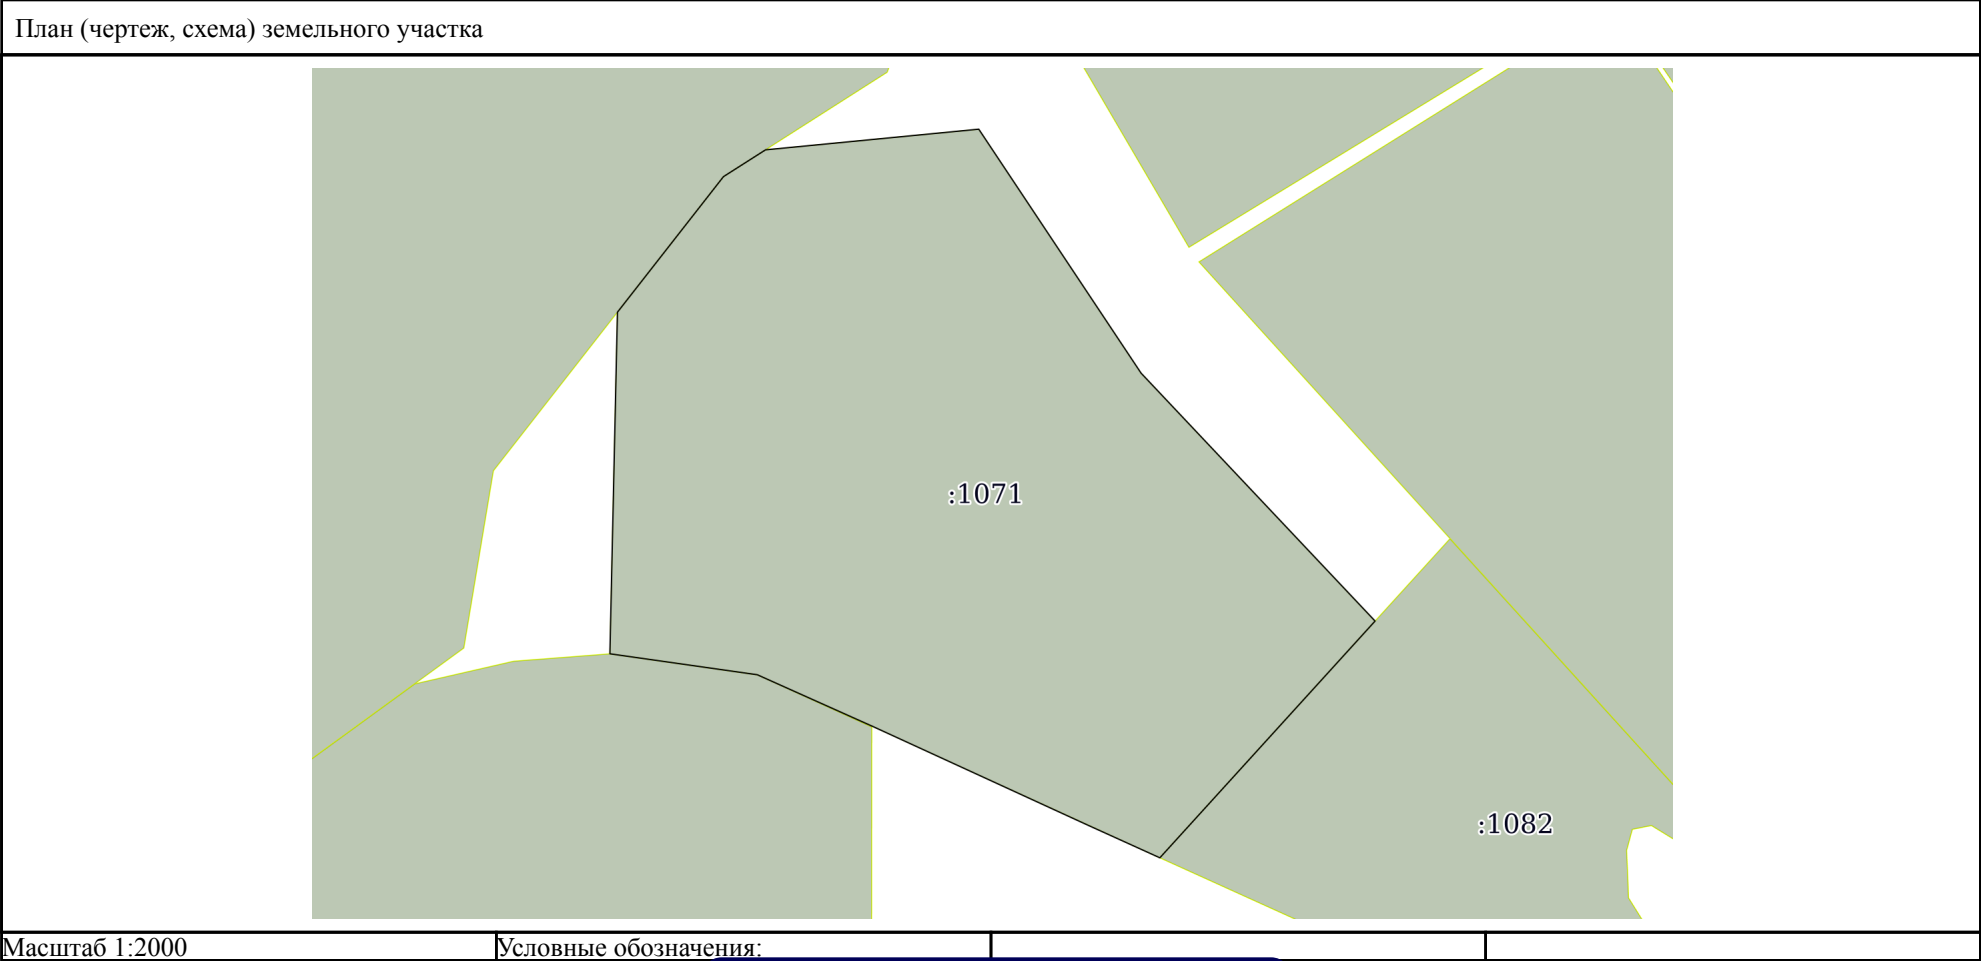 План (чертеж, схема) земельного участка
:1071
:1082
Масштаб 1:2000
Условные обозначения: